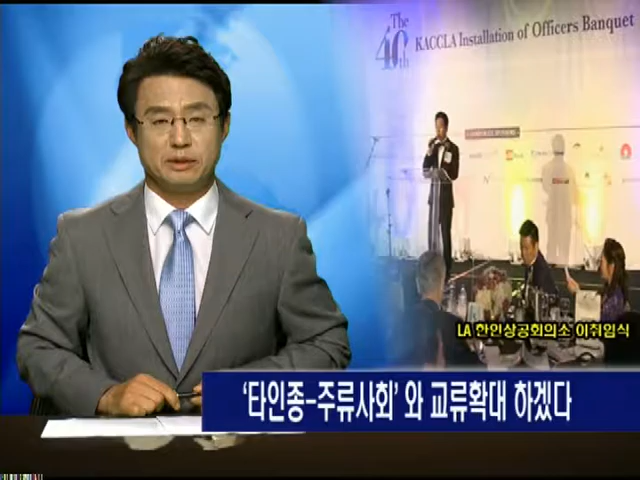 The
40th
KACCLA Installation of Officers Banquet
LA 한인상공회의소 이취임식
'타인종-주류사회' 와 교류확대 하겠다